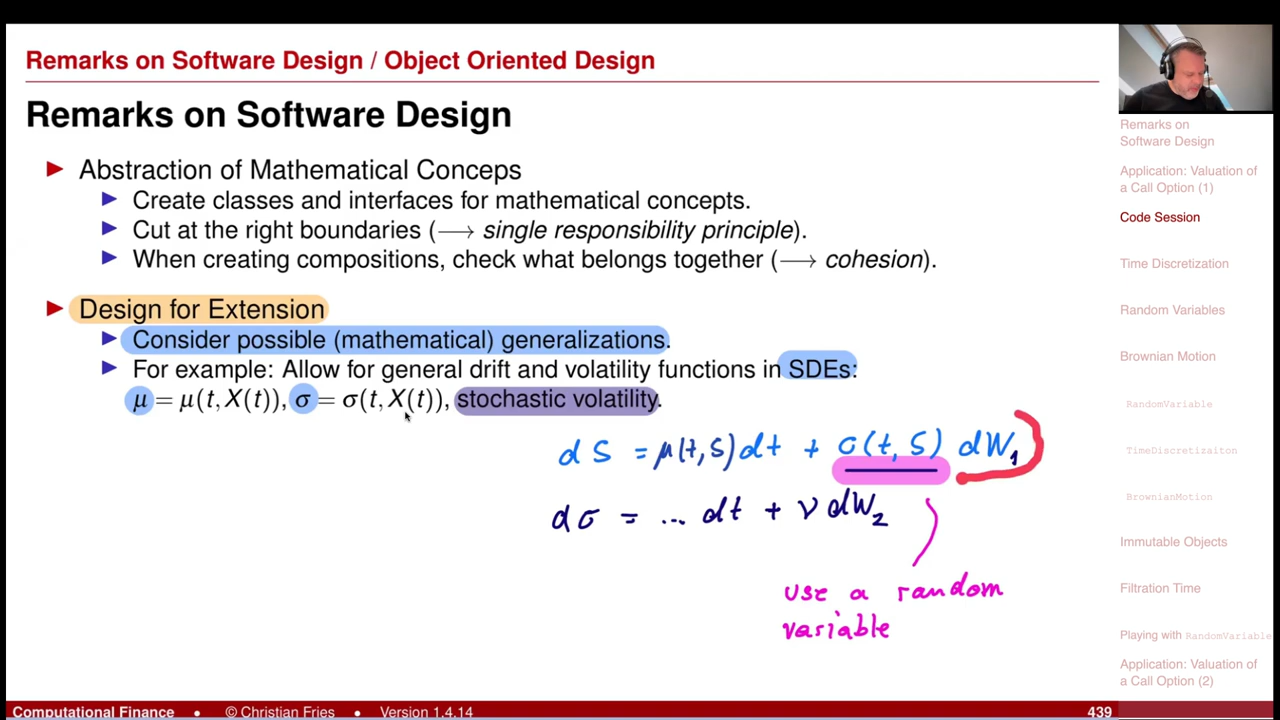 Remarks on Software Design / Object Oriented Design
Remarks on Software Design
Abstraction of Mathematical Conceps
Create classes and interfaces for mathematical concepts.
Cut at the right boundaries (⟶ single responsibility principle).
When creating compositions, check what belongs together (⟶ cohesion).
Design for Extension
Consider possible (mathematical) generalizations.
For example: Allow for general drift and volatility functions in SDEs:
μ = μ(t, X(t)), σ = σ(t, X(t)), stochastic volatility.
dS = μ(t,S)dt + σ(t,S) dW₁
dσ = ... dt + ν dW₂
use a random
variable
Remarks on
Software Design
Application: Valuation of
a Call Option (1)
Code Session
Time Discretization
Random Variables
Brownian Motion
RandomVariable
TimeDiscretizaiton
BrownianMotion
Immutable Objects
Filtration Time
Playing with RandomVariable
Application: Valuation of
a Call Option (2)
Computational Finance • © Christian Fries • Version 1.4.14 439